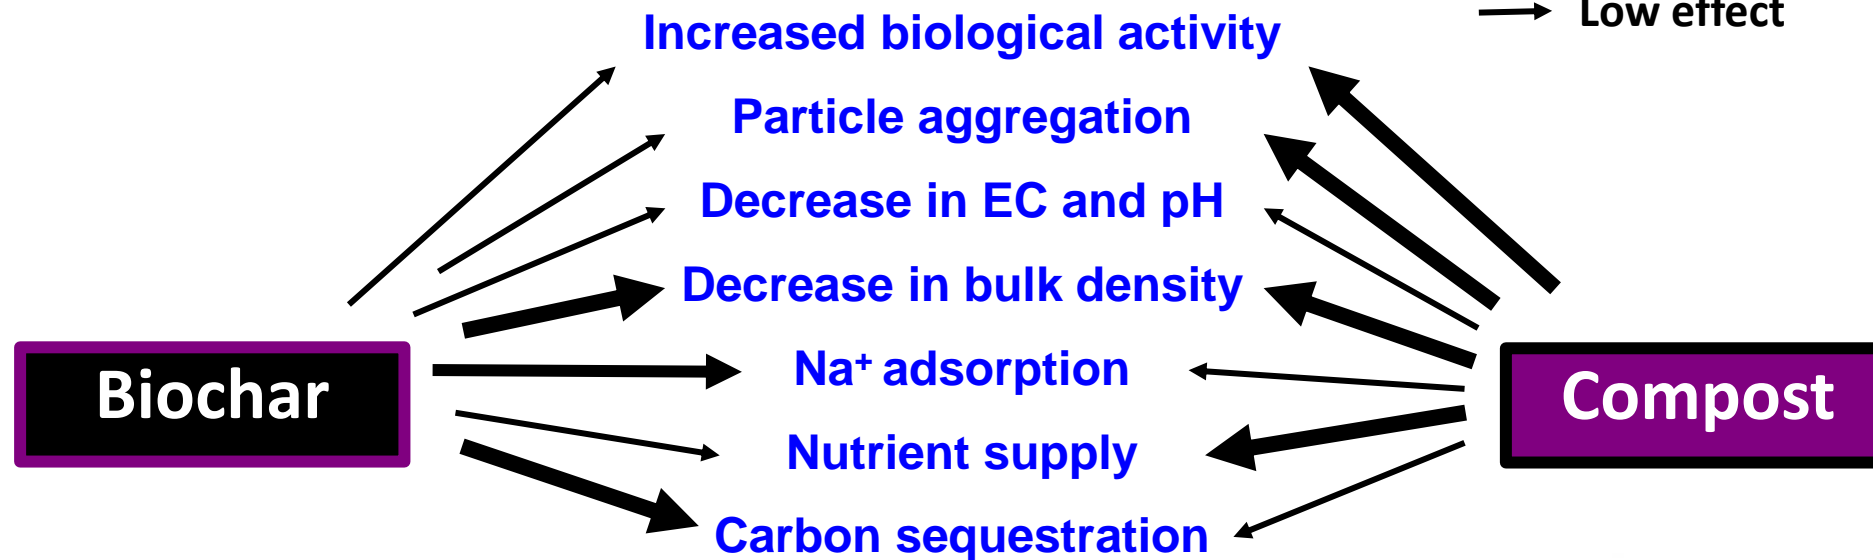 Low effect
Increased biological activity
Particle aggregation
Decrease in EC and pH
Decrease in bulk density
Na⁺ adsorption
Biochar
Compost
Nutrient supply
Carbon sequestration